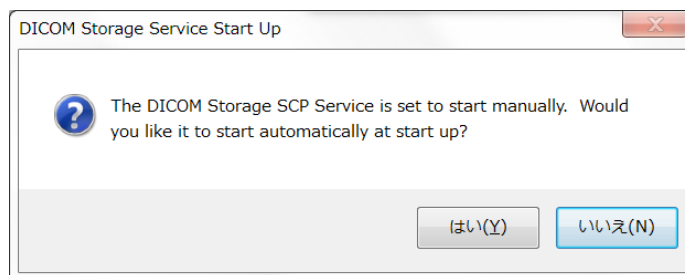 DICOM Storage Service Start Up
The DICOM Storage SCP Service is set to start manually.  Would
you like it to start automatically at start up?
はい(Y)
いいえ(N)